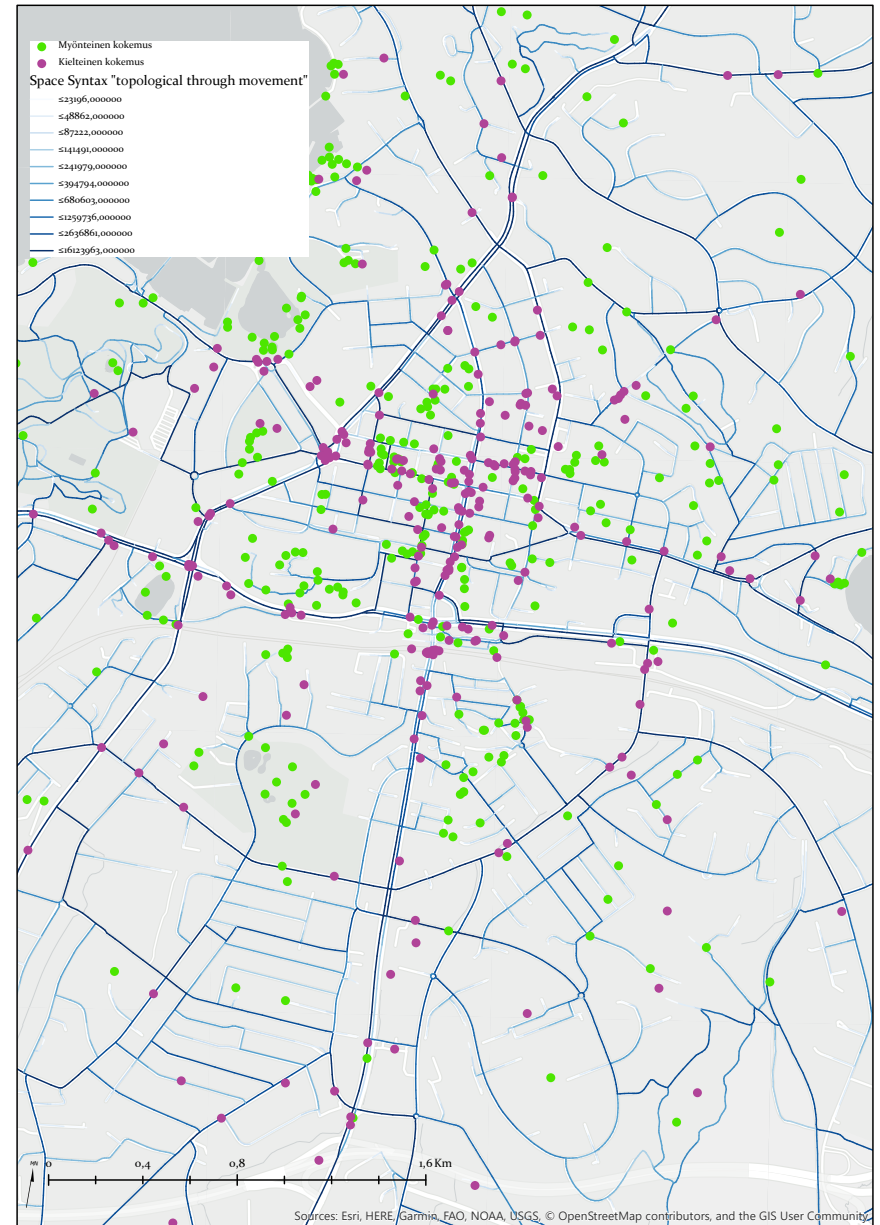 Myönteinen kokemus
Kielteinen kokemus
Space Syntax "topological through movement"
≤23196,000000
≤48862,000000
≤87222,000000
≤141491,000000
≤241979,000000
≤394794,000000
≤680603,000000
≤1259736,000000
≤2636861,000000
≤16123963,000000
MN 0 0,4 0,8 1,6 Km
Sources: Esri, HERE, Garmin, FAO, NOAA, USGS, © OpenStreetMap contributors, and the GIS User Community